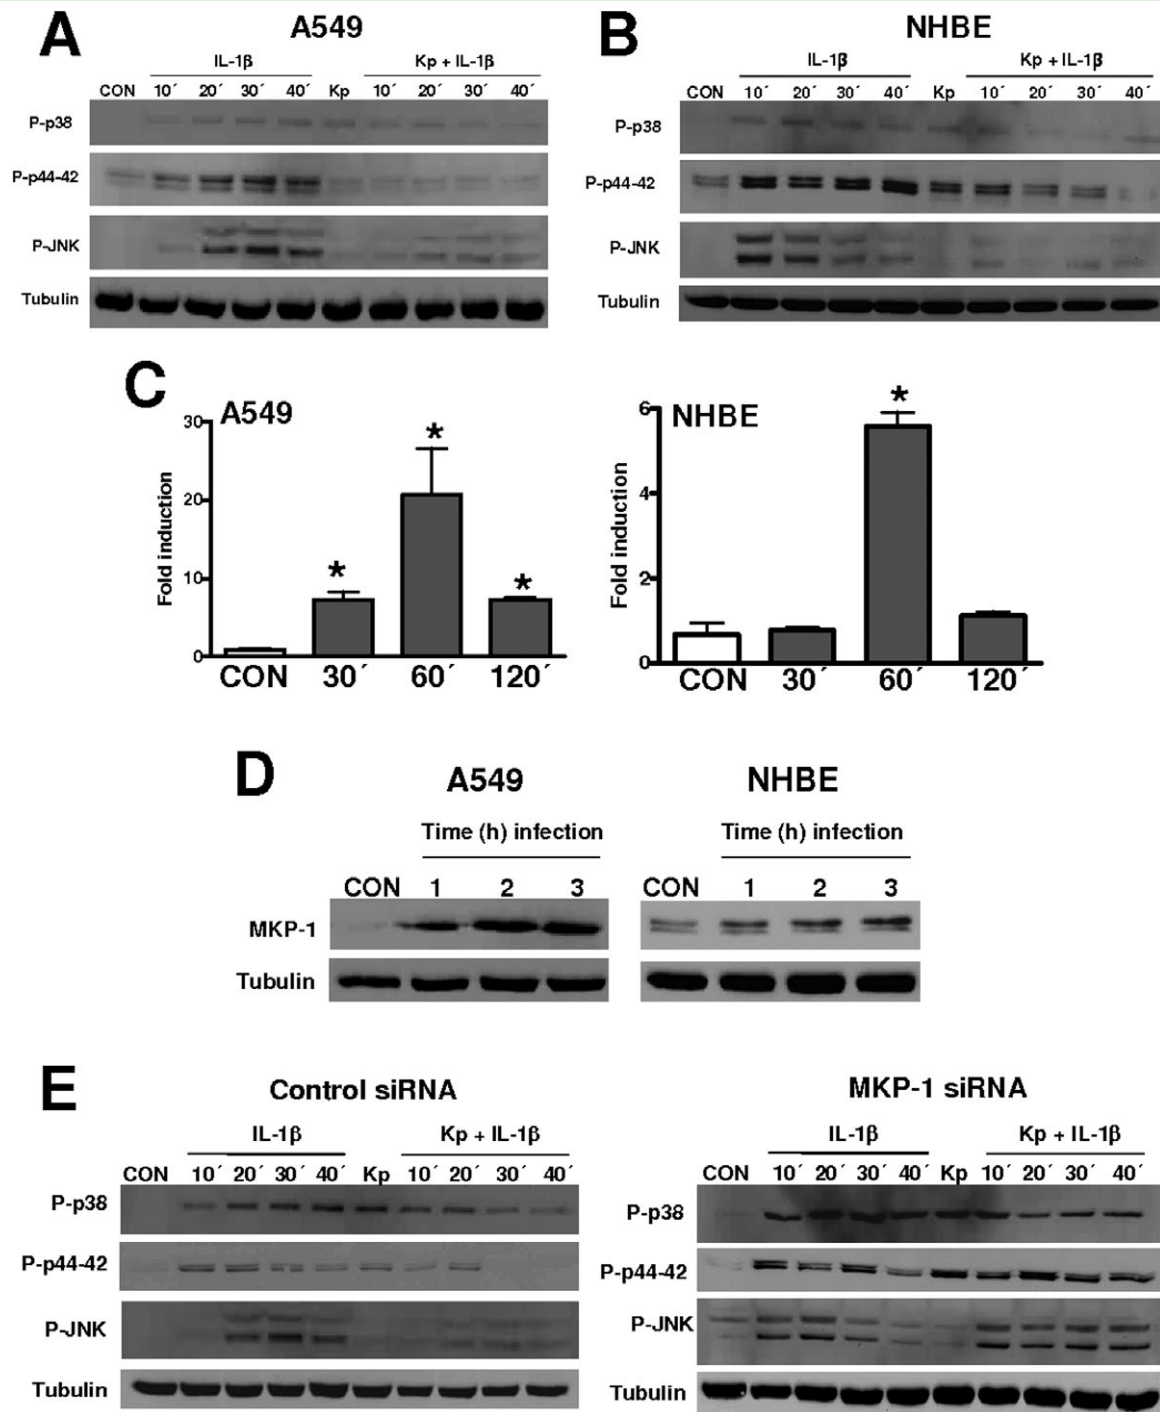 A
A549
IL-1β
Kp + IL-1β
CON 10´ 20´ 30´ 40´ Kp 10´ 20´ 30´ 40´
P-p38
P-p44-42
P-JNK
Tubulin
B
NHBE
IL-1β
Kp + IL-1β
CON 10´ 20´ 30´ 40´ Kp 10´ 20´ 30´ 40´
P-p38
P-p44-42
P-JNK
Tubulin
C
A549
Fold induction
30
20
10
0
* * *
CON 30´ 60´ 120´
NHBE
Fold induction
6
4
2
0
*
CON 30´ 60´ 120´
D
A549
Time (h) infection
CON 1 2 3
NHBE
Time (h) infection
CON 1 2 3
MKP-1
Tubulin
E
Control siRNA
IL-1β
Kp + IL-1β
CON 10´ 20´ 30´ 40´ Kp 10´ 20´ 30´ 40´
P-p38
P-p44-42
P-JNK
Tubulin
MKP-1 siRNA
IL-1β
Kp + IL-1β
CON 10´ 20´ 30´ 40´ Kp 10´ 20´ 30´ 40´
P-p38
P-p44-42
P-JNK
Tubulin